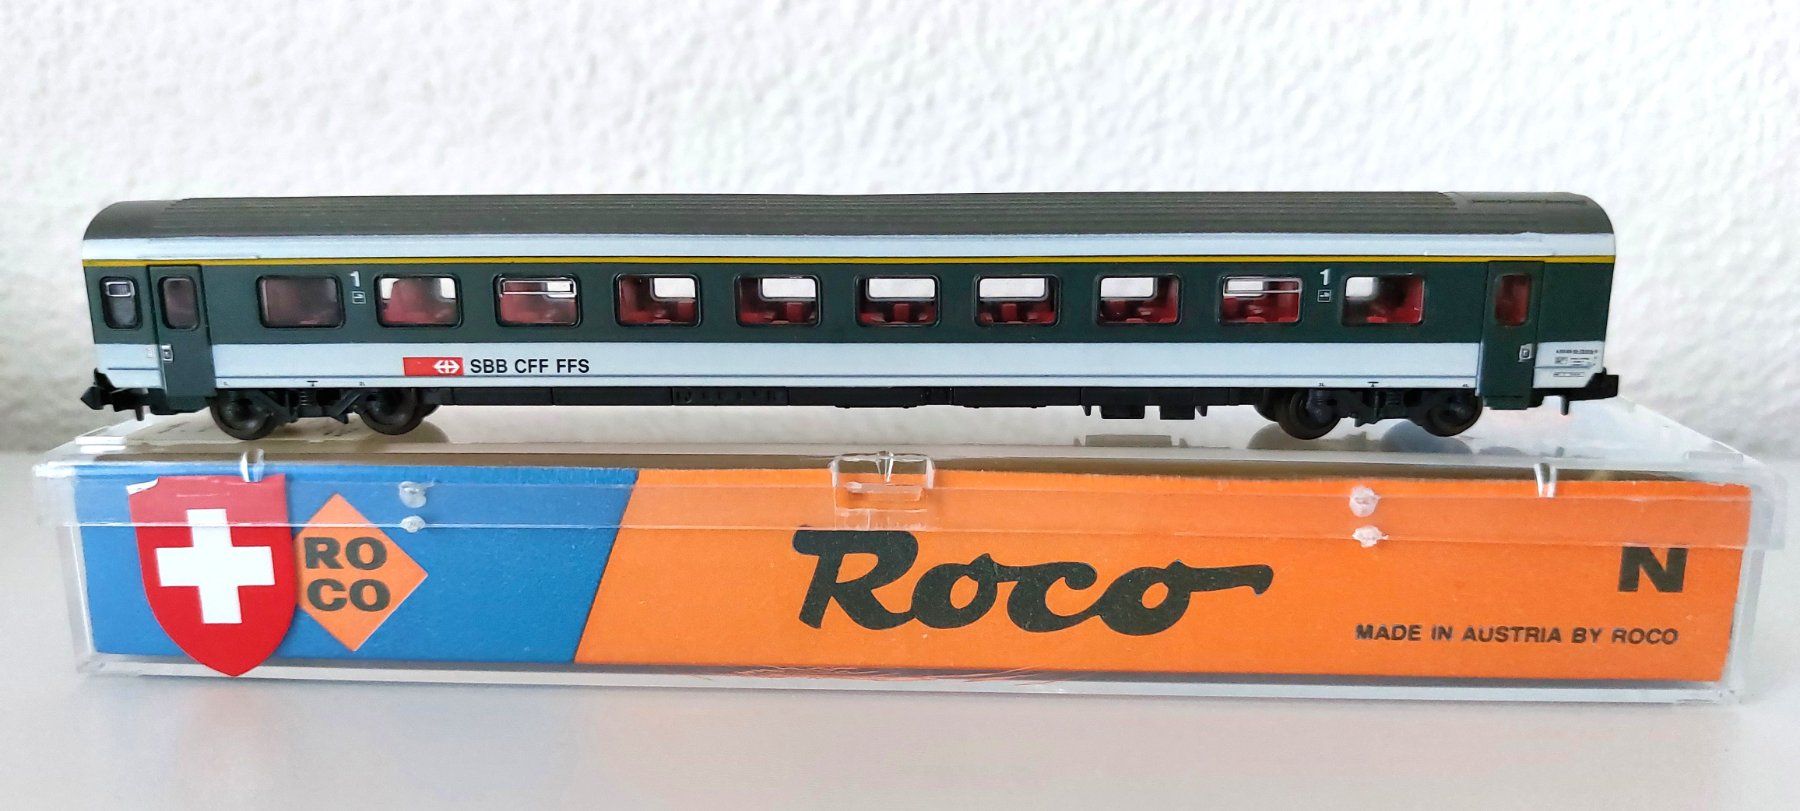 1
1
SBB CFF FFS
RO
CO
Roco
N
MADE IN AUSTRIA BY ROCO